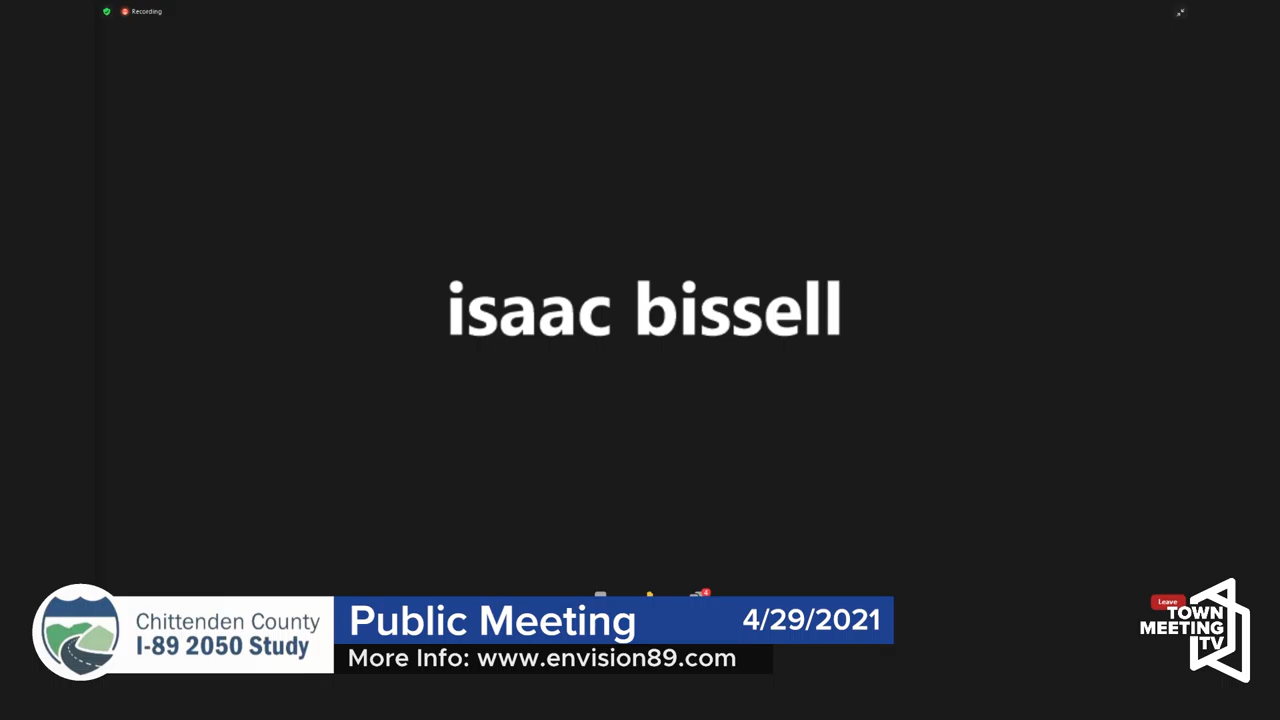 Recording
isaac bissell
4
Leave
Chittenden County
I-89 2050 Study
Public Meeting
4/29/2021
More Info: www.envision89.com
TOWN
MEETING
TV